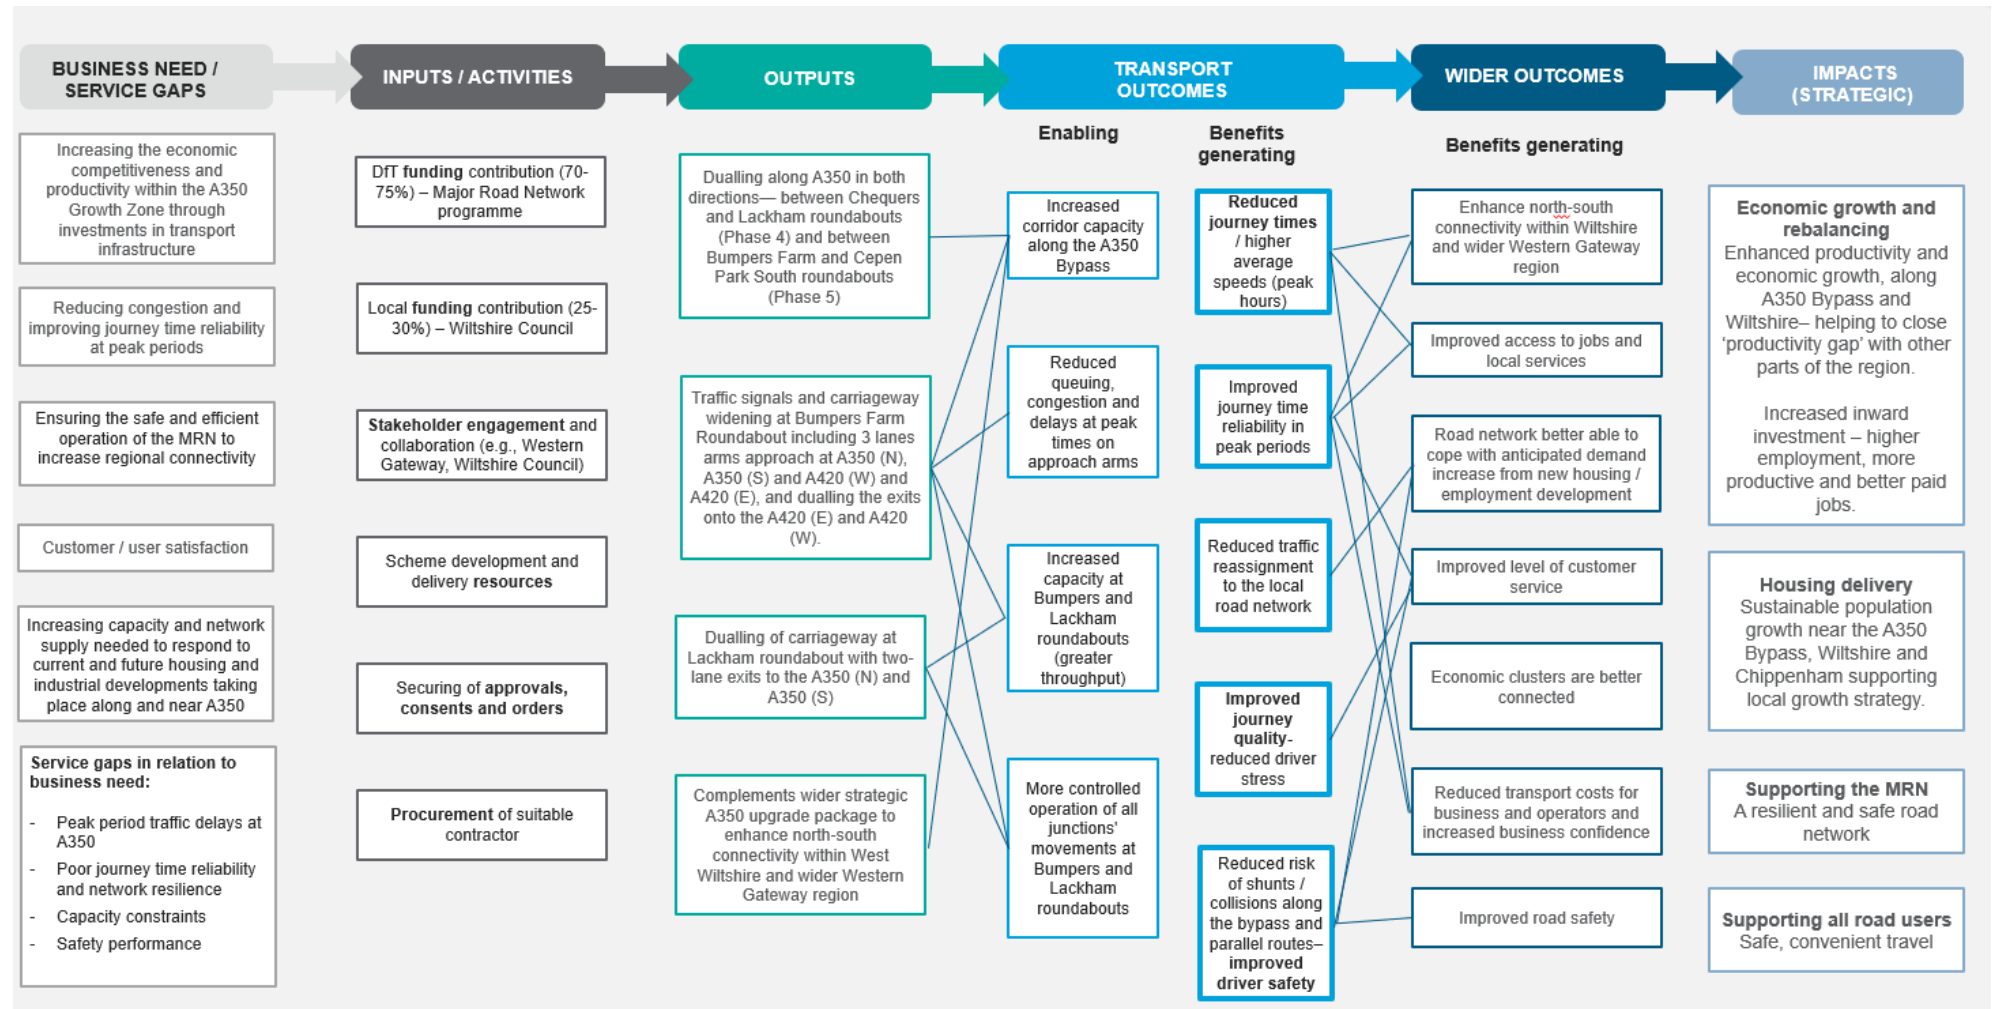 BUSINESS NEED /
SERVICE GAPS
INPUTS / ACTIVITIES
OUTPUTS
TRANSPORT
OUTCOMES
WIDER OUTCOMES
IMPACTS
(STRATEGIC)
Increasing the economic
competitiveness and
productivity within the A350
Growth Zone through
investments in transport
infrastructure
Reducing congestion and
improving journey time reliability
at peak periods
Ensuring the safe and efficient
operation of the MRN to
increase regional connectivity
Customer / user satisfaction
Increasing capacity and network
supply needed to respond to
current and future housing and
industrial developments taking
place along and near A350
Service gaps in relation to
business need:
- Peak period traffic delays at
A350
- Poor journey time reliability
and network resilience
- Capacity constraints
- Safety performance
DfT funding contribution (70-
75%) – Major Road Network
programme
Local funding contribution (25-
30%) – Wiltshire Council
Stakeholder engagement and
collaboration (e.g., Western
Gateway, Wiltshire Council)
Scheme development and
delivery resources
Securing of approvals,
consents and orders
Procurement of suitable
contractor
Dualling along A350 in both
directions— between Chequers
and Lackham roundabouts
(Phase 4) and between
Bumpers Farm and Cepen
Park South roundabouts
(Phase 5)
Traffic signals and carriageway
widening at Bumpers Farm
Roundabout including 3 lanes
arms approach at A350 (N),
A350 (S) and A420 (W) and
A420 (E), and dualling the exits
onto the A420 (E) and A420
(W).
Dualling of carriageway at
Lackham roundabout with two-
lane exits to the A350 (N) and
A350 (S)
Complements wider strategic
A350 upgrade package to
enhance north-south
connectivity within West
Wiltshire and wider Western
Gateway region
Enabling
Increased
corridor capacity
along the A350
Bypass
Reduced
queuing,
congestion and
delays at peak
times on
approach arms
Increased
capacity at
Bumpers and
Lackham
roundabouts
(greater
throughput)
More controlled
operation of all
junctions'
movements at
Bumpers and
Lackham
roundabouts
Benefits
generating
Reduced
journey times
/ higher
average
speeds (peak
hours)
Improved
journey time
reliability in
peak periods
Reduced traffic
reassignment
to the local
road network
Improved
journey
quality-
reduced driver
stress
Reduced risk
of shunts /
collisions along
the bypass and
parallel routes–
improved
driver safety
Benefits generating
Enhance north-south
connectivity within Wiltshire
and wider Western Gateway
region
Improved access to jobs and
local services
Road network better able to
cope with anticipated demand
increase from new housing /
employment development
Improved level of customer
service
Economic clusters are better
connected
Reduced transport costs for
business and operators and
increased business confidence
Improved road safety
Economic growth and
rebalancing
Enhanced productivity and
economic growth, along
A350 Bypass and
Wiltshire– helping to close
'productivity gap' with other
parts of the region.
Increased inward
investment – higher
employment, more
productive and better paid
jobs.
Housing delivery
Sustainable population
growth near the A350
Bypass, Wiltshire and
Chippenham supporting
local growth strategy.
Supporting the MRN
A resilient and safe road
network
Supporting all road users
Safe, convenient travel